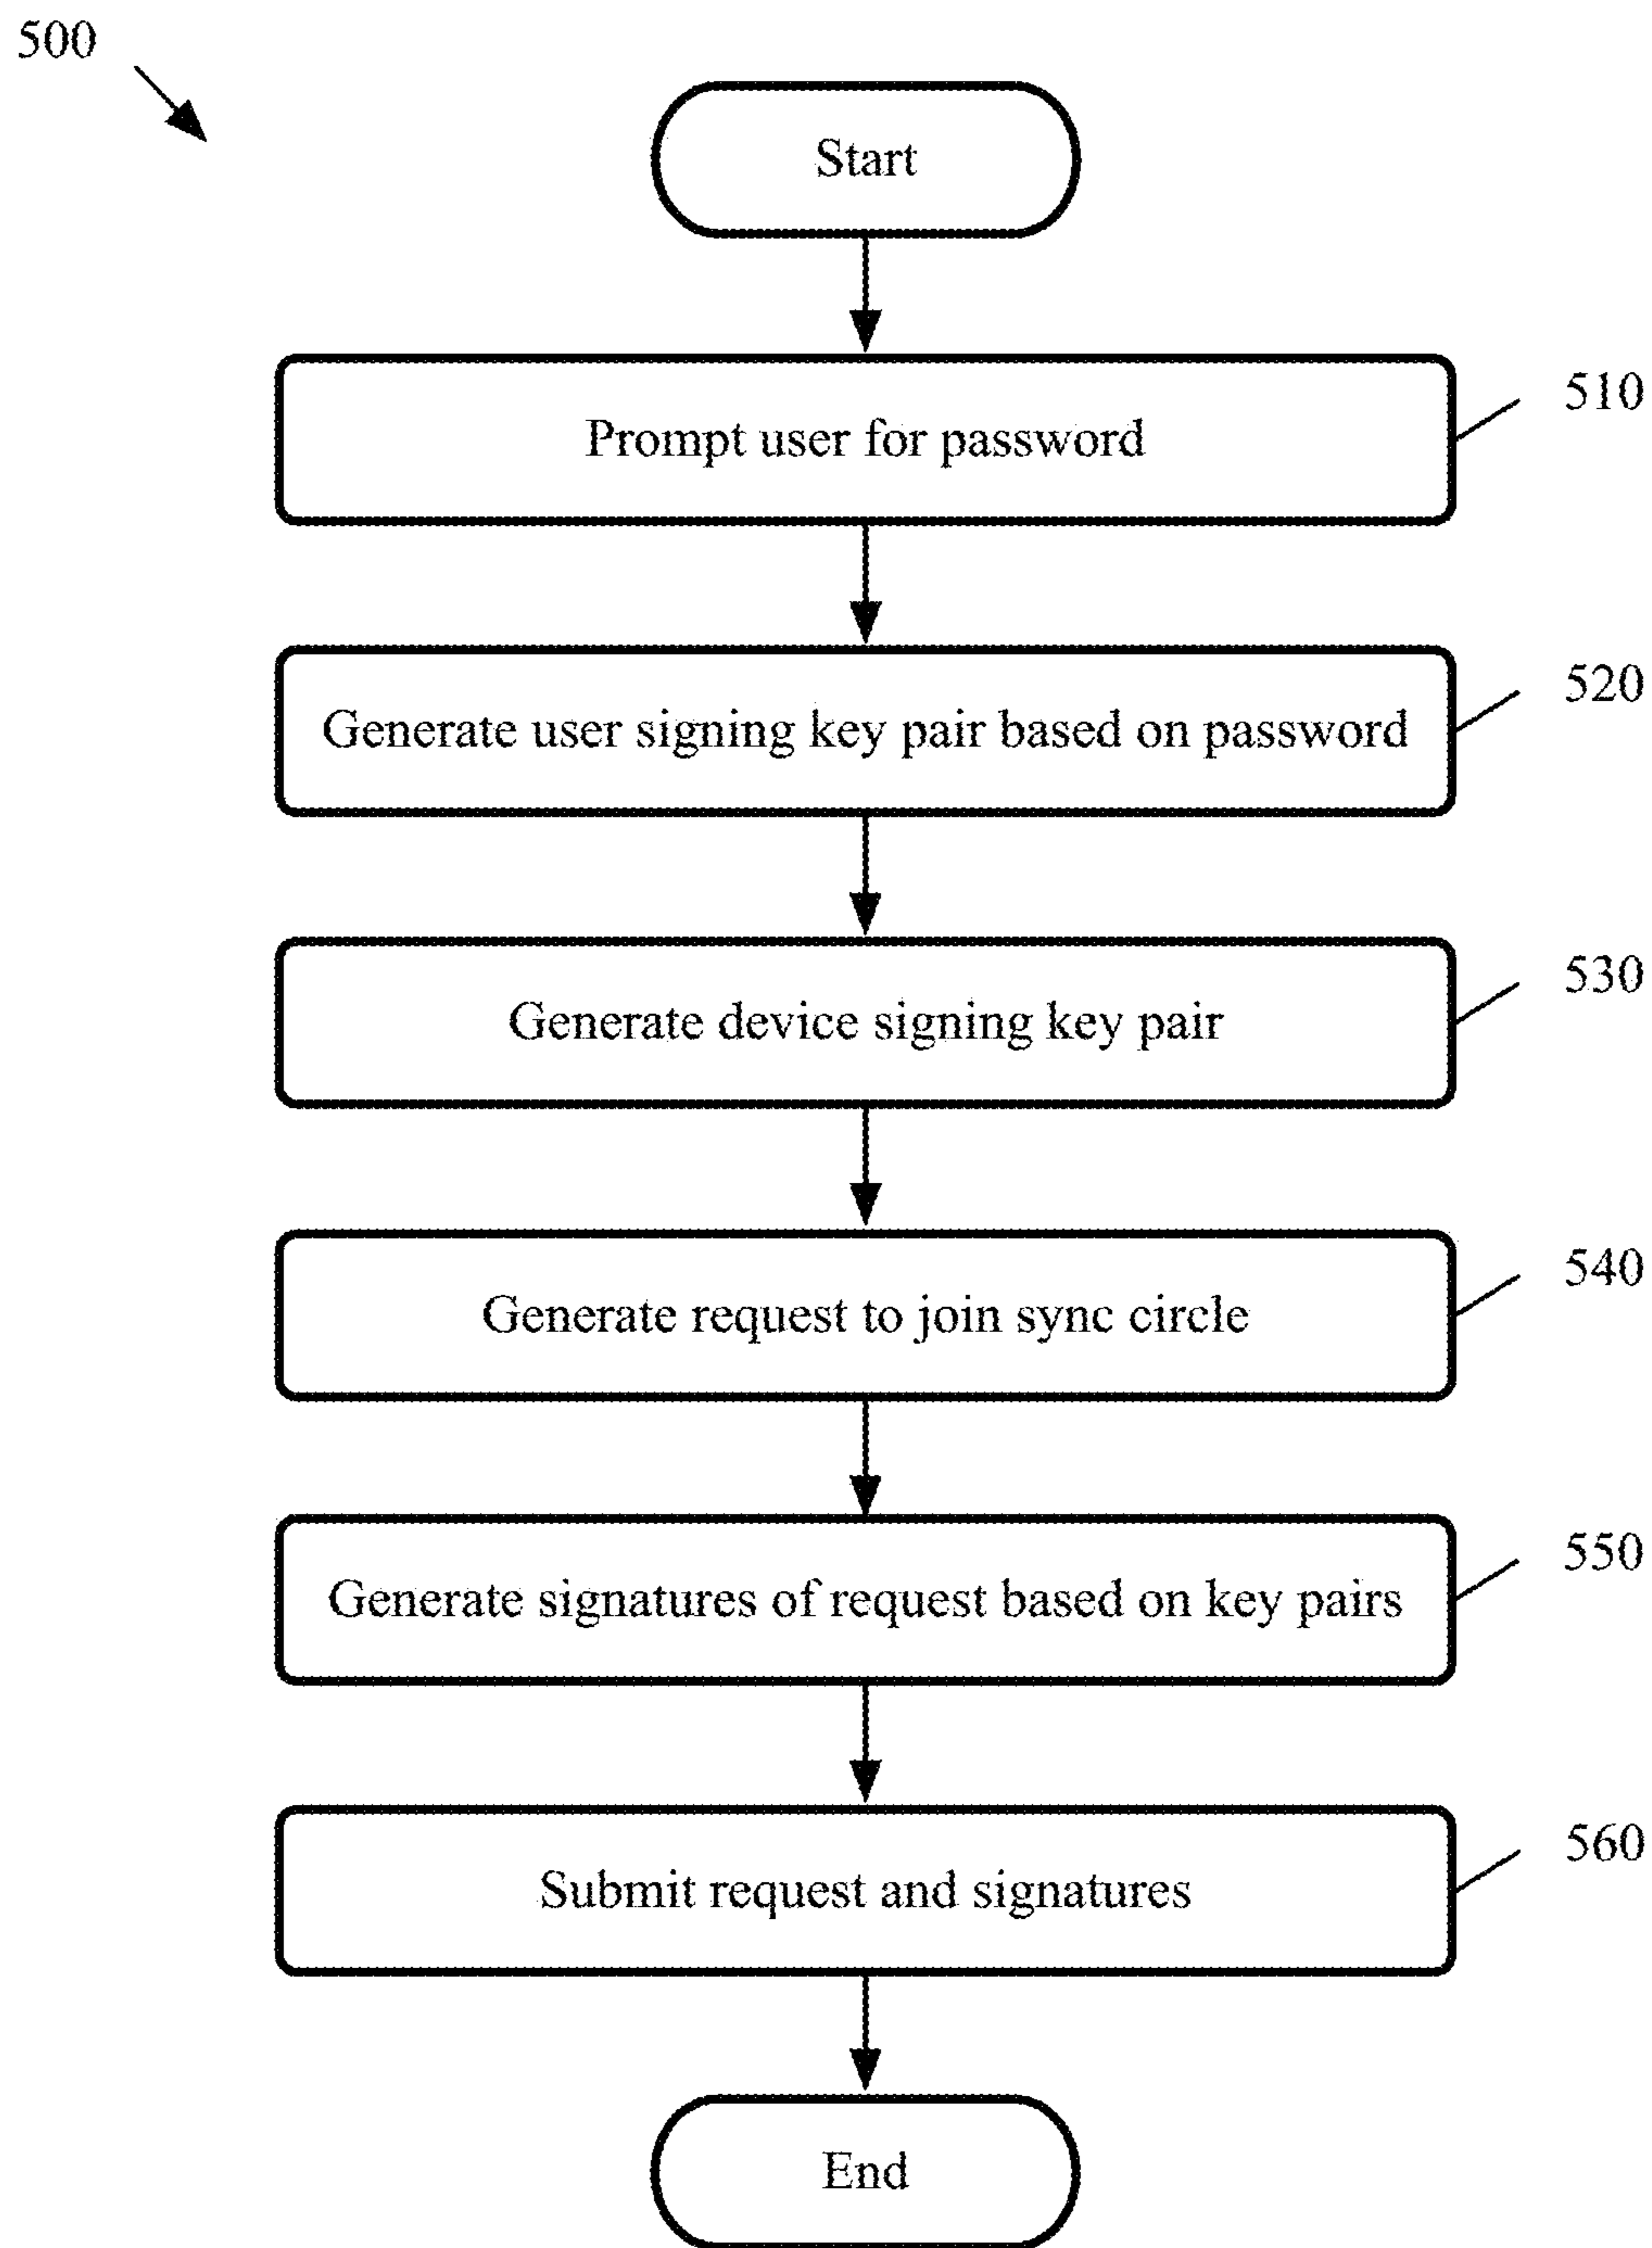 500
Start
Prompt user for password
510
Generate user signing key pair based on password
520
Generate device signing key pair
530
Generate request to join sync circle
540
Generate signatures of request based on key pairs
550
Submit request and signatures
560
End